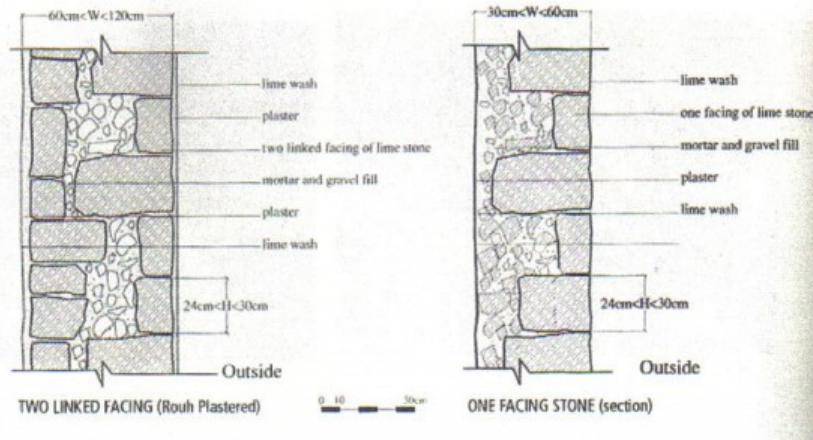 60cm<W<120cm
lime wash
plaster
two linked facing of lime stone
mortar and gravel fill
plaster
lime wash
24cm<H<30cm
Outside
TWO LINKED FACING (Rouh Plastered)
0 10 50cm
30cm<W<60cm
lime wash
one facing of lime stone
mortar and gravel fill
plaster
lime wash
24cm<H<30cm
Outside
ONE FACING STONE (section)